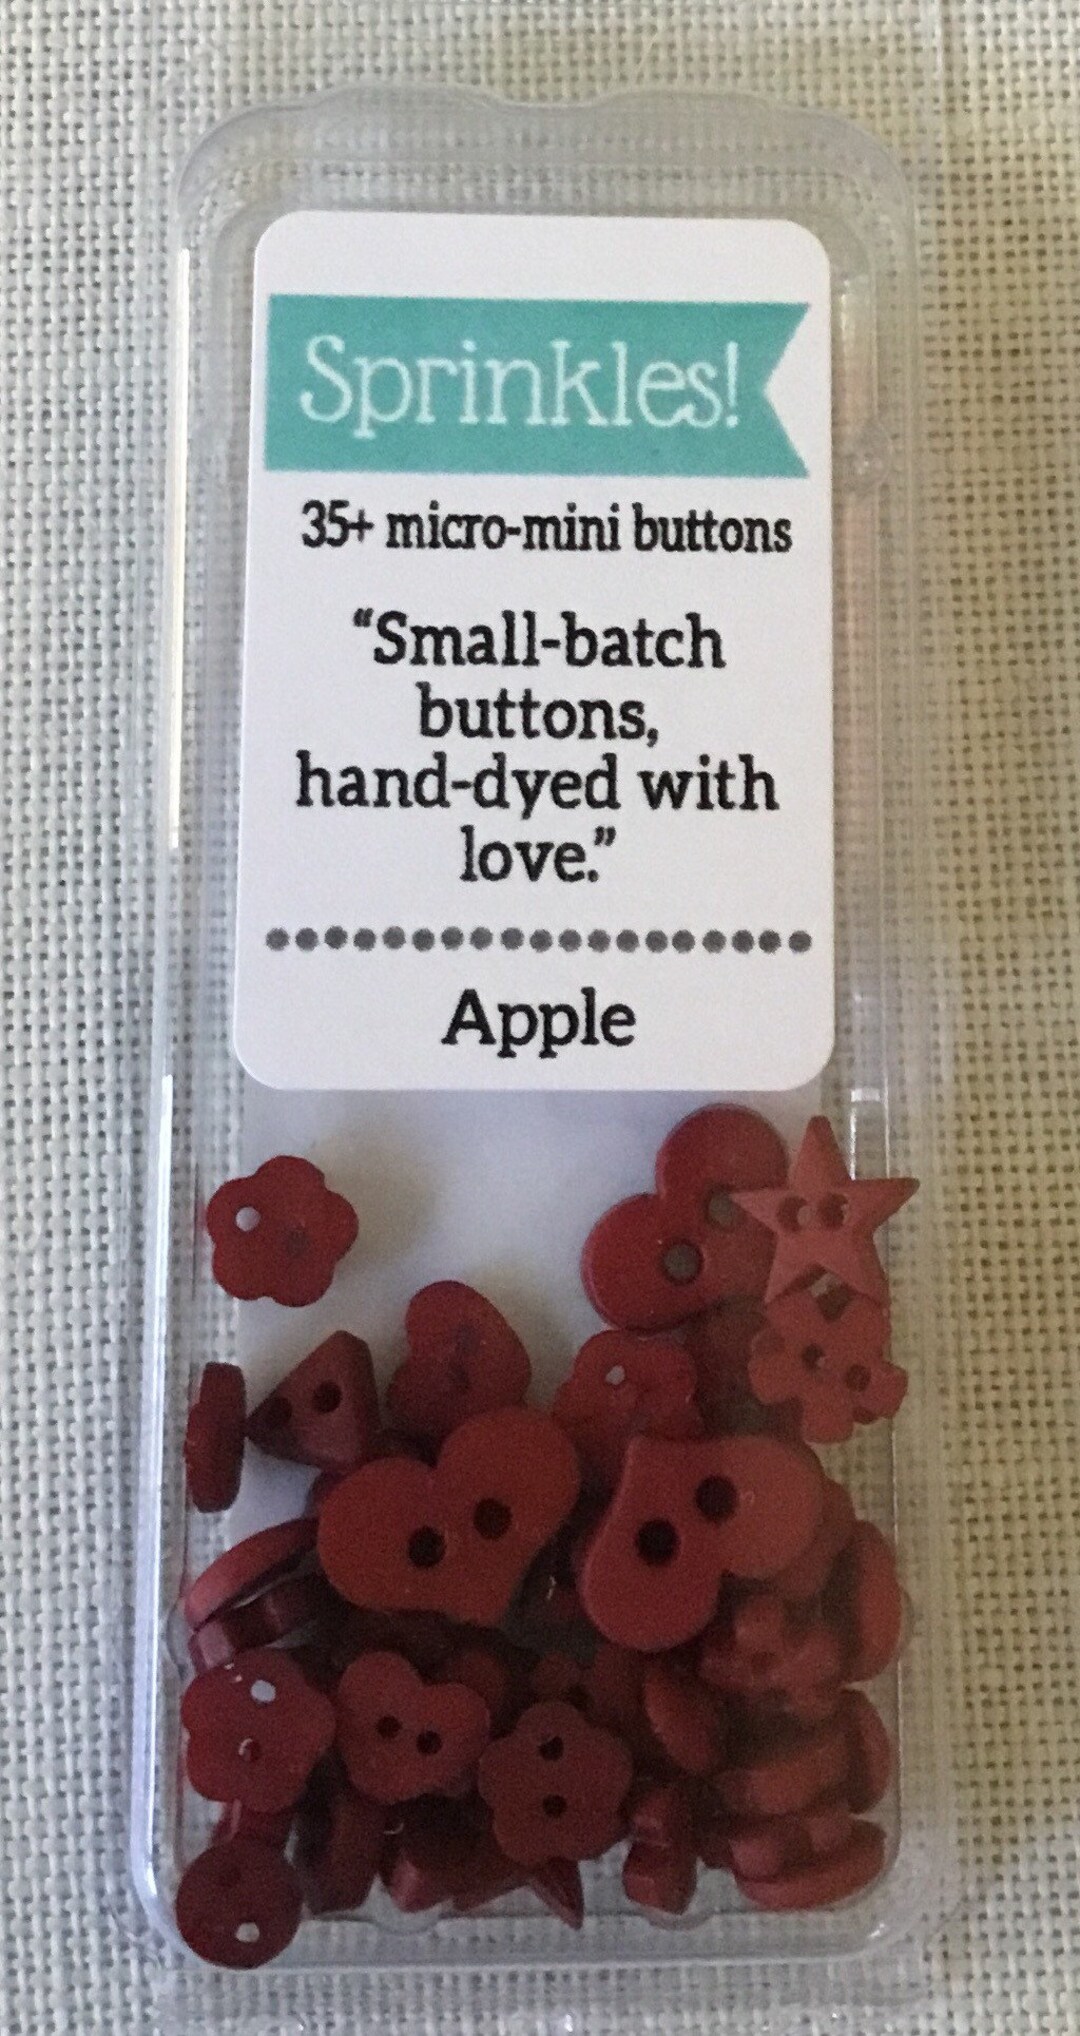 Sprinkles!
35+ micro-mini buttons
“Small-batch
buttons,
hand-dyed with
love.”
Apple